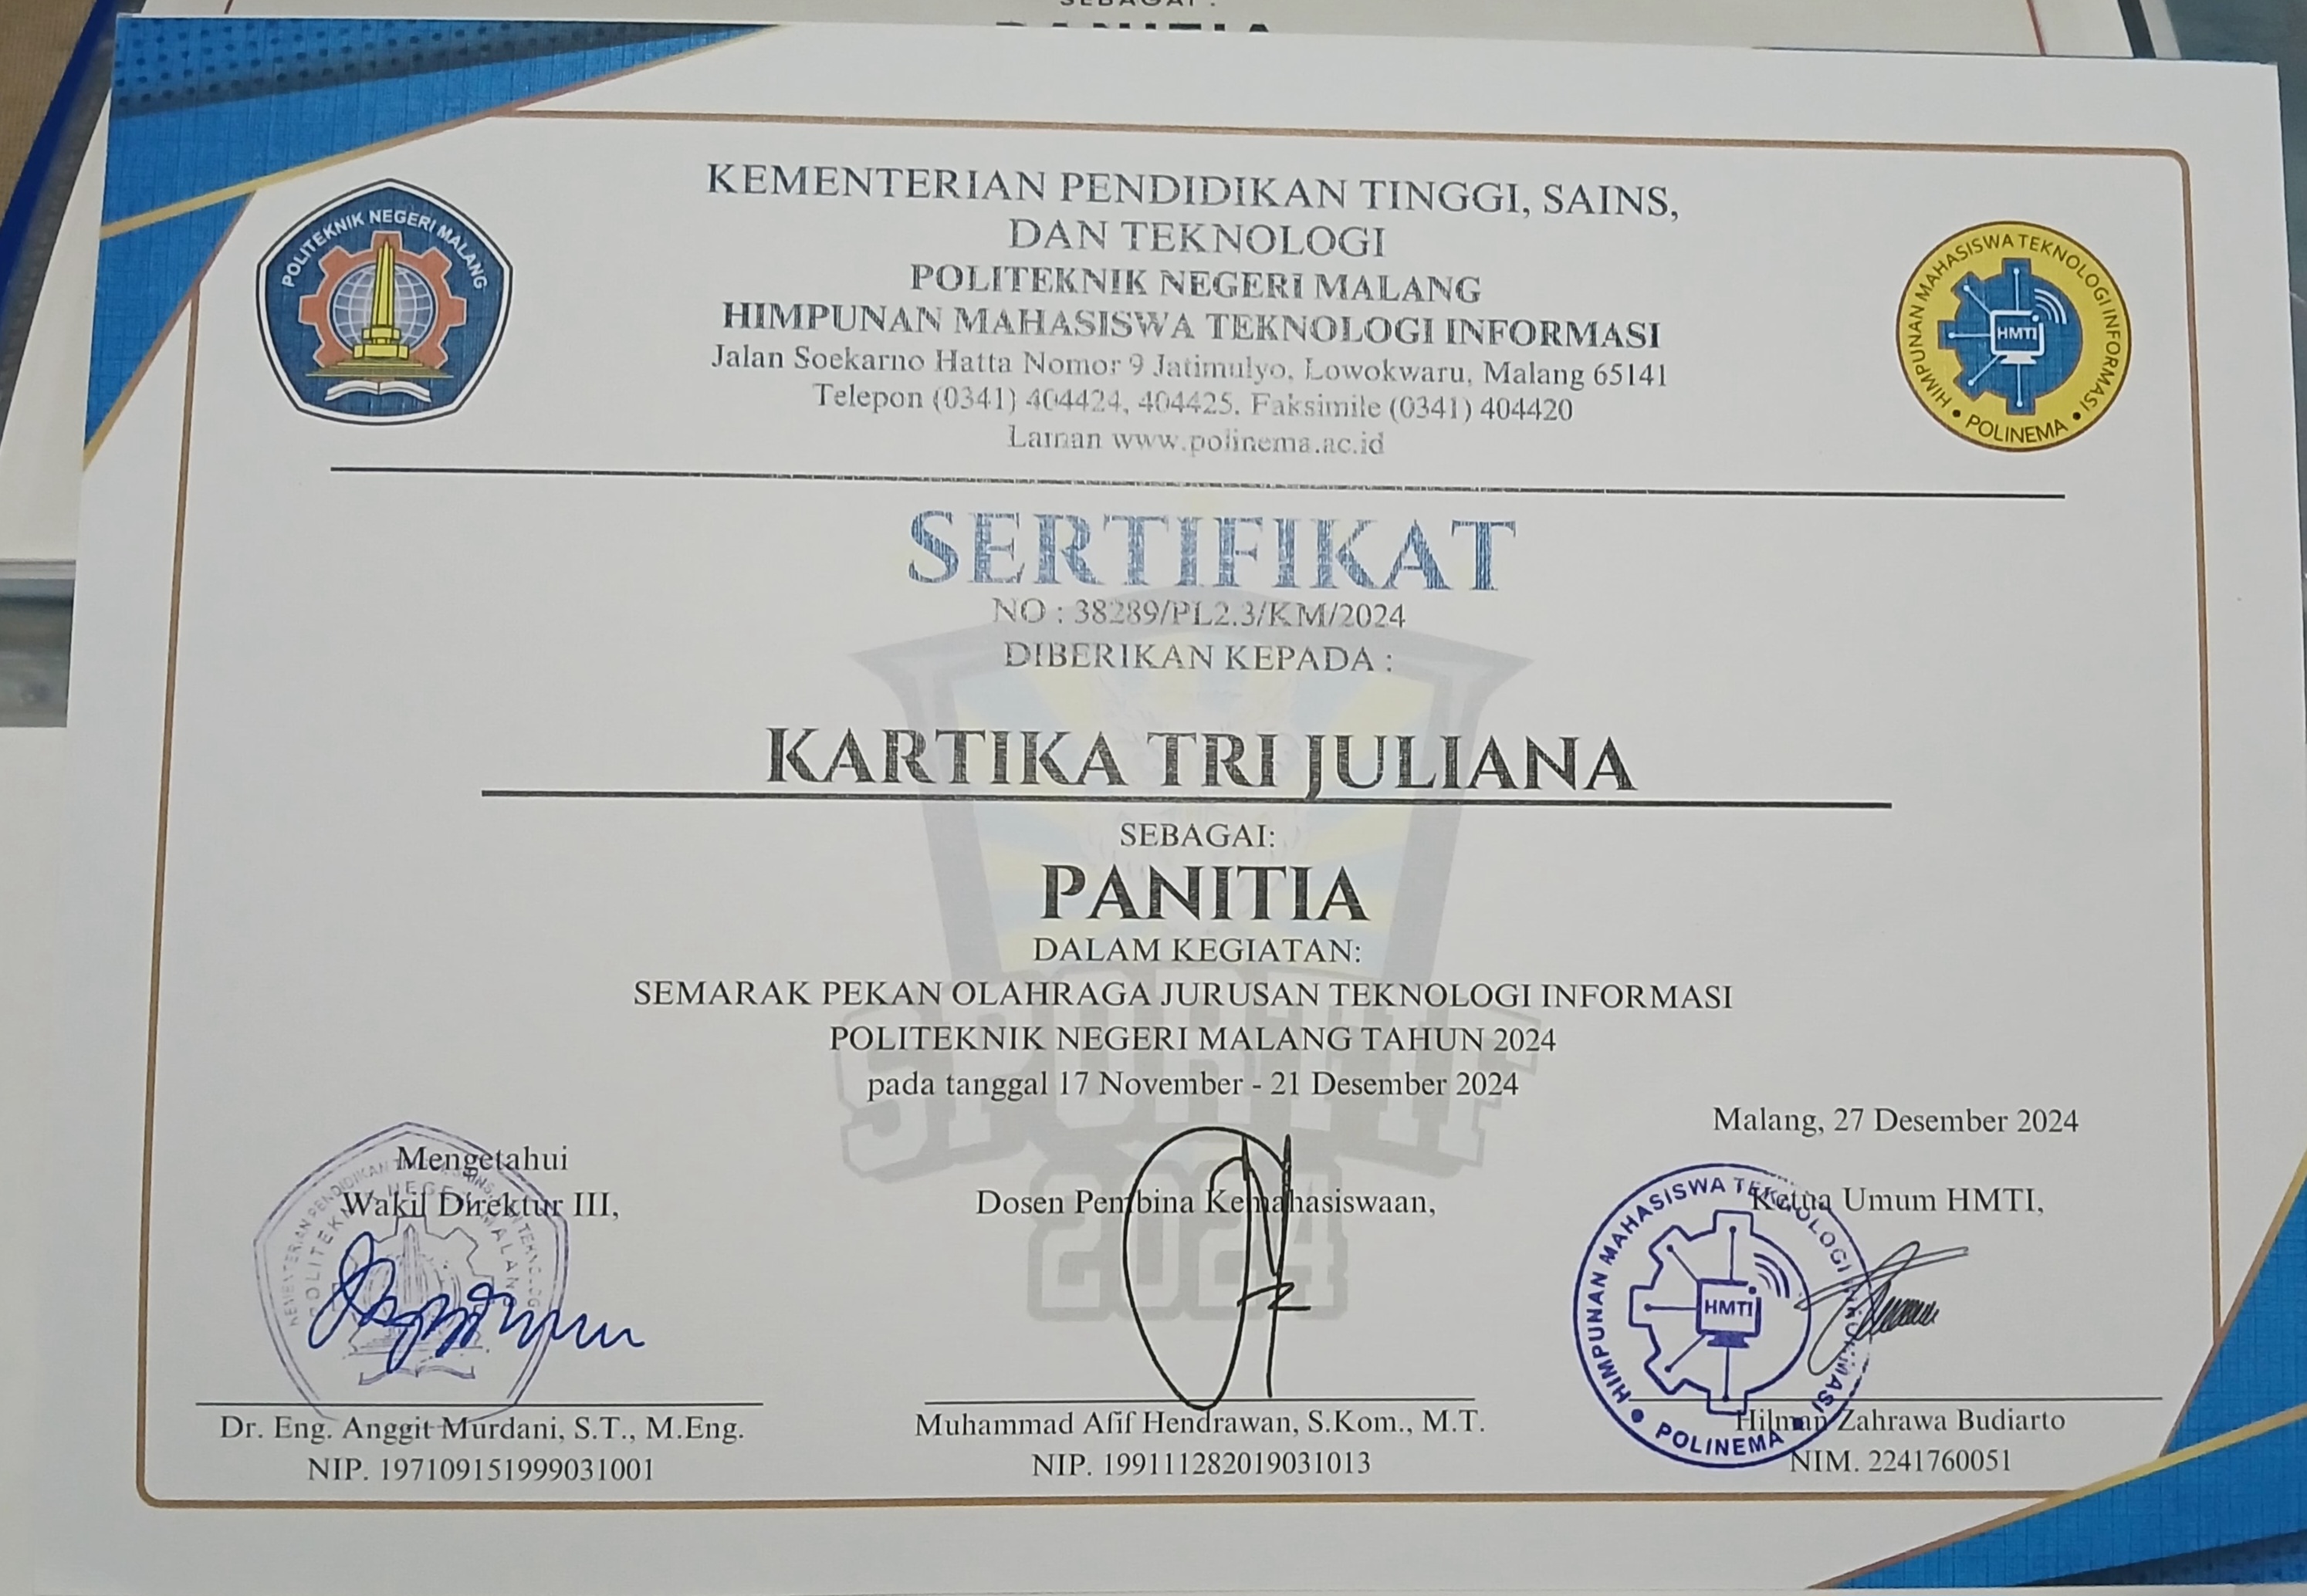 SEBAGAI :
PANITIA
POLITEKNIK NEGERI MALANG
KEMENTERIAN PENDIDIKAN TINGGI, SAINS,
DAN TEKNOLOGI
POLITEKNIK NEGERI MALANG
HIMPUNAN MAHASISWA TEKNOLOGI INFORMASI
Jalan Soekarno Hatta Nomor 9 Jatimulyo, Lowokwaru, Malang 65141
Telepon (0341) 404424, 404425, Faksimile (0341) 404420
Laman www.polinema.ac.id
HIMPUNAN MAHASISWA TEKNOLOGI INFORMASI
HMTI
• POLINEMA •
SERTIFIKAT
NO : 38289/PL2.3/KM/2024
DIBERIKAN KEPADA :
KARTIKA TRI JULIANA
SEBAGAI:
PANITIA
DALAM KEGIATAN:
SEMARAK PEKAN OLAHRAGA JURUSAN TEKNOLOGI INFORMASI
POLITEKNIK NEGERI MALANG TAHUN 2024
pada tanggal 17 November - 21 Desember 2024
SPORTIF
2024
Malang, 27 Desember 2024
Mengetahui
Wakil Direktur III,
Dr. Eng. Anggit Murdani, S.T., M.Eng.
NIP. 197109151999031001
Dosen Pembina Kemahasiswaan,
Muhammad Afif Hendrawan, S.Kom., M.T.
NIP. 199111282019031013
Ketua Umum HMTI,
HIMPUNAN MAHASISWA TEKNOLOGI INFORMASI
HMTI
• POLINEMA •
Hilman Zahrawa Budiarto
NIM. 2241760051